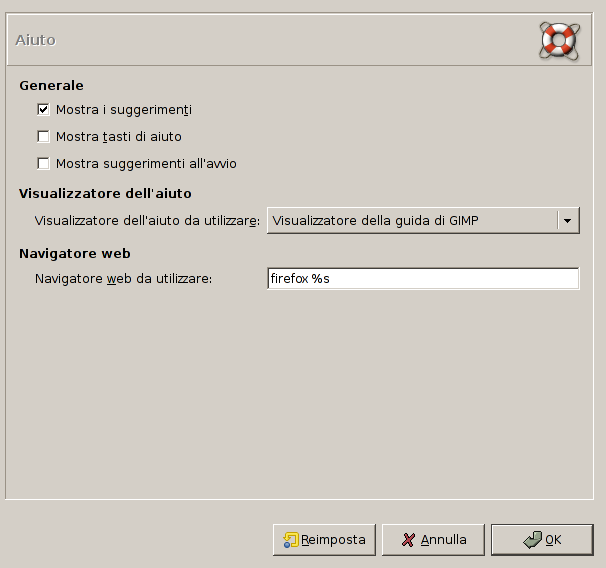 Aiuto
Generale
Mostra i suggerimenti
Mostra tasti di aiuto
Mostra suggerimenti all'avvio
Visualizzatore dell'aiuto
Visualizzatore dell'aiuto da utilizzare: Visualizzatore della guida di GIMP
Navigatore web
Navigatore web da utilizzare: firefox %s
Reimposta Annulla OK